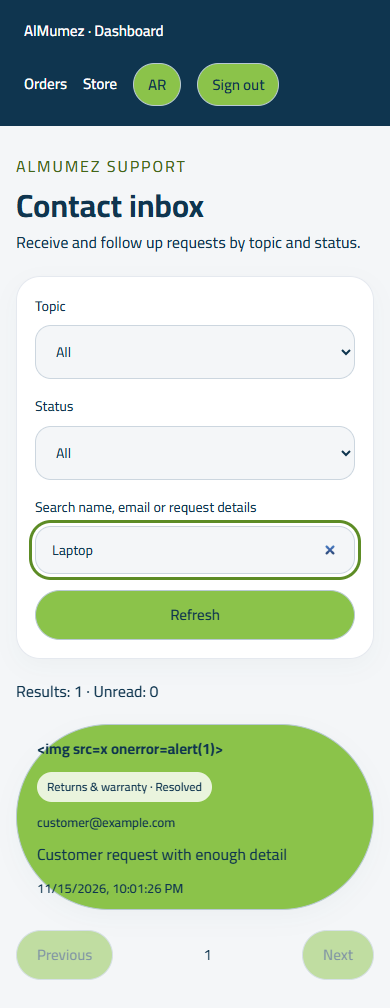 AlMumez · Dashboard
Orders Store AR Sign out
ALMUMEZ SUPPORT
Contact inbox
Receive and follow up requests by topic and status.
Topic
All
Status
All
Search name, email or request details
Laptop
Refresh
Results: 1 · Unread: 0
<img src=x onerror=alert(1)>
Returns & warranty · Resolved
customer@example.com
Customer request with enough detail
11/15/2026, 10:01:26 PM
Previous 1 Next